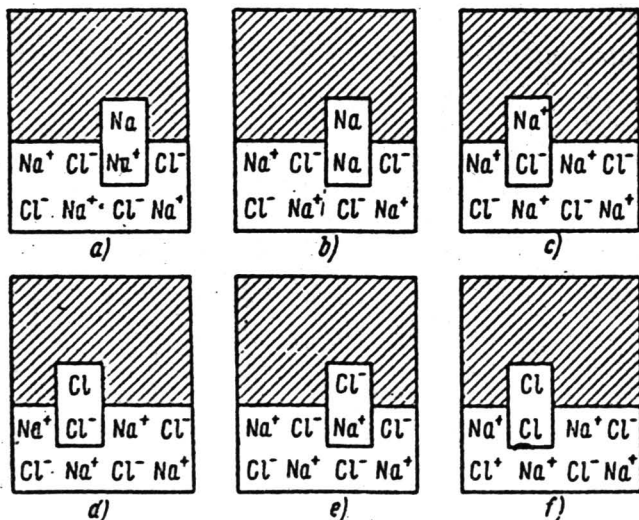 Na Na Na⁺
Na⁺ Cl⁻ Na⁺ Cl⁻ Na⁺ Cl⁻ Na Cl⁻ Na⁺ Cl⁻ Na⁺ Cl⁻
Cl⁻ Na⁺ Cl⁻ Na⁺ Cl⁻ Na⁺ Cl⁻ Na⁺ Cl⁻ Na⁺ Cl⁻ Na⁺
a) b) c)
Cl Cl⁻ Cl
Na⁺ Cl⁻ Na⁺ Cl⁻ Na⁺ Cl⁻ Na⁺ Cl⁻ Na⁺ Cl Na⁺ Cl⁻
Cl⁻ Na⁺ Cl⁻ Na⁺ Cl⁻ Na⁺ Cl⁻ Na⁺ Cl⁺ Na⁺ Cl⁻ Na⁺
d) e) f)